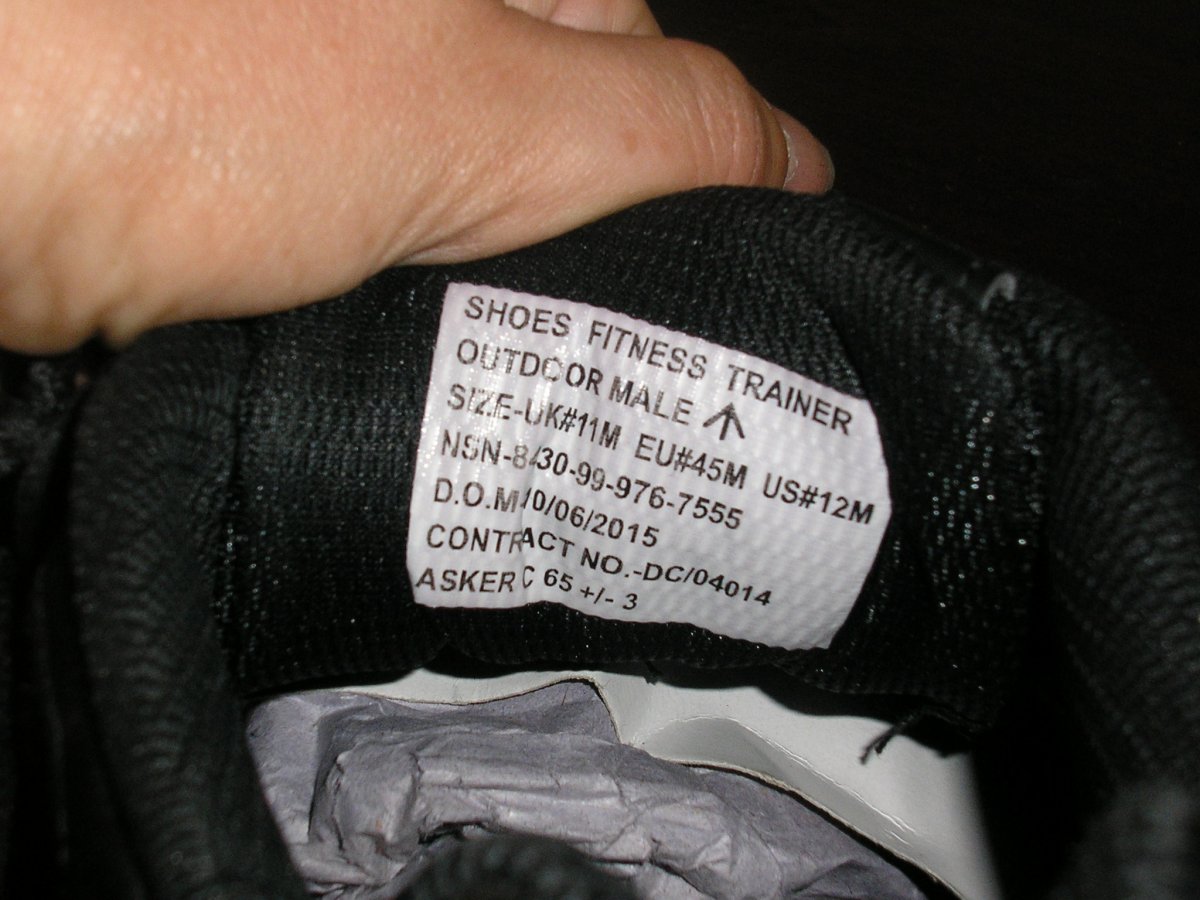 SHOES FITNESS TRAINER
OUTDOOR MALE
SIZE-UK#11M EU#45M US#12M
NSN-8430-99-976-7555
D.O.M 10/06/2015
CONTRACT NO.-DC/04014
ASKER C 65 +/- 3